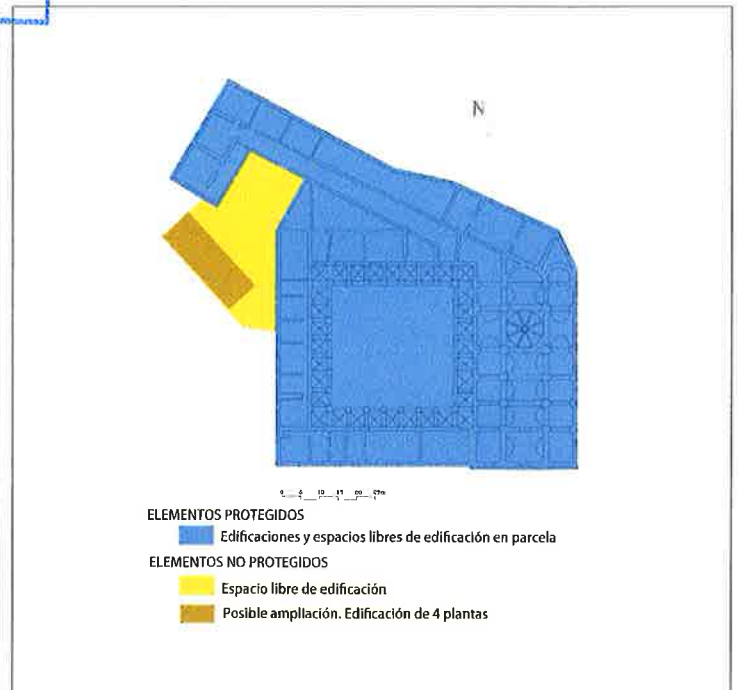 N
ELEMENTOS PROTEGIDOS
Edificaciones y espacios libres de edificación en parcela
ELEMENTOS NO PROTEGIDOS
Espacio libre de edificación
Posible ampliación. Edificación de 4 plantas